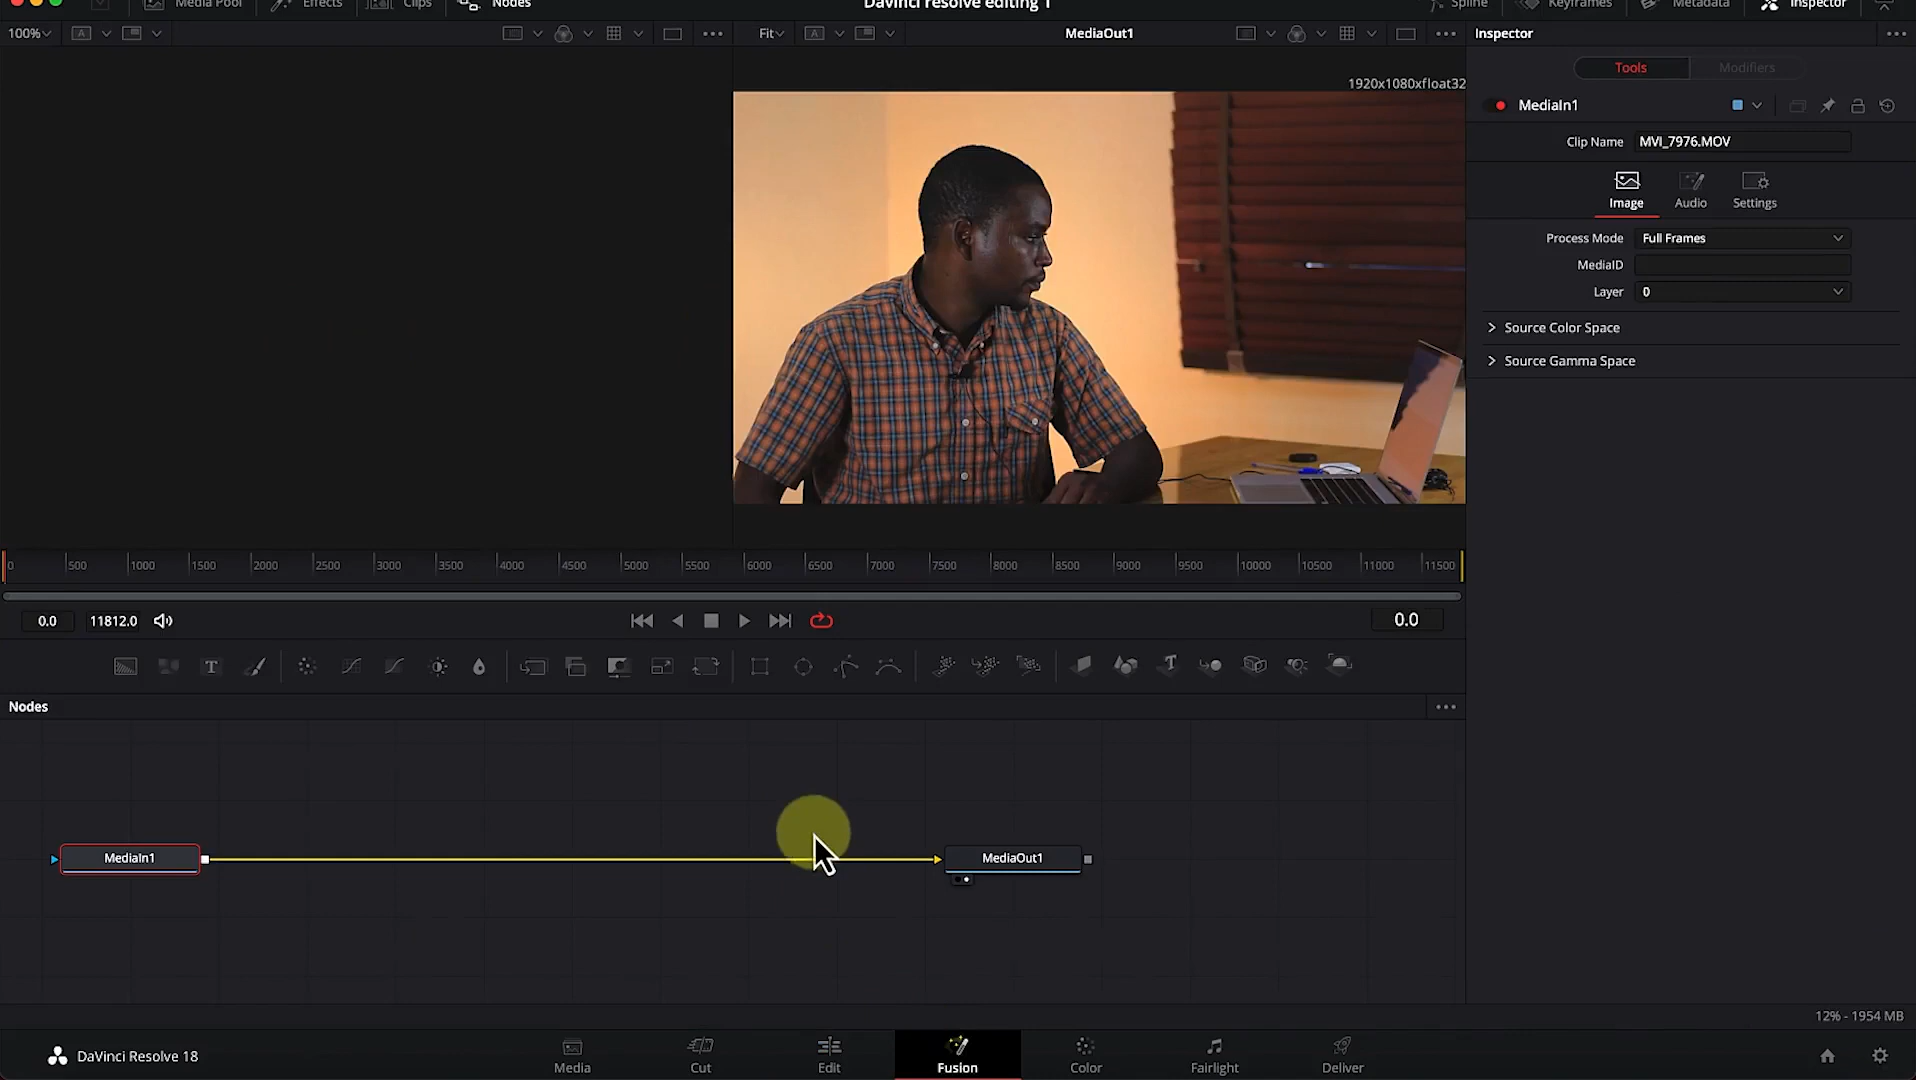 Media Pool Effects Clips Nodes Davinci resolve editing 1 Spline Keyframes Metadata Inspector
100% A Fit A MediaOut1 Inspector
Tools Modifiers
1920x1080xfloat32
MediaIn1
Clip Name MVI_7976.MOV
Image Audio Settings
Process Mode Full Frames
MediaID
Layer 0
Source Color Space
Source Gamma Space
0 500 1000 1500 2000 2500 3000 3500 4000 4500 5000 5500 6000 6500 7000 7500 8000 8500 9000 9500 10000 10500 11000 11500
0.0 11812.0 0.0
T T
Nodes
MediaIn1 MediaOut1
12% - 1954 MB
DaVinci Resolve 18 Media Cut Edit Fusion Color Fairlight Deliver